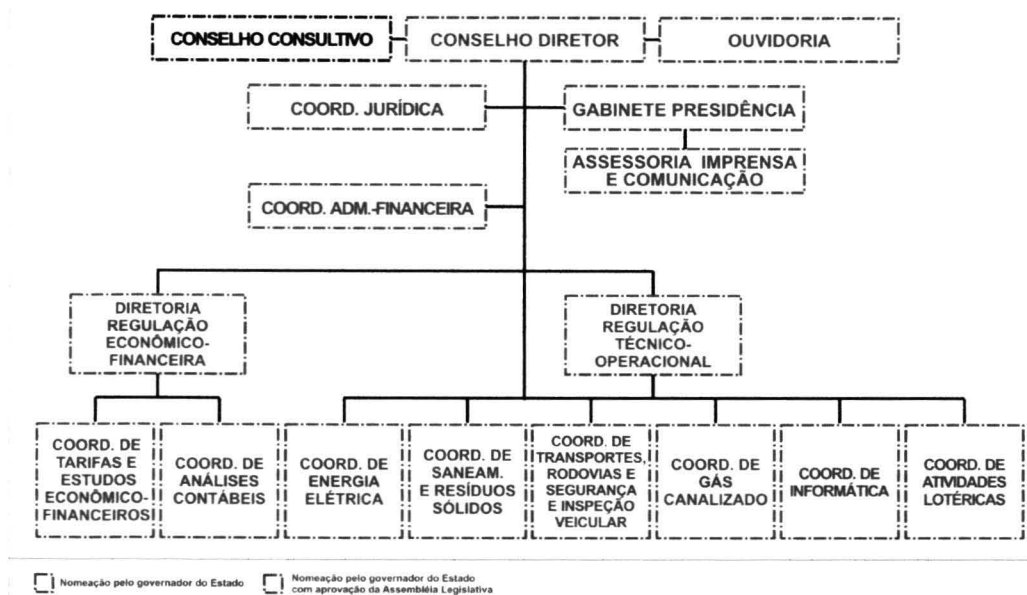 CONSELHO CONSULTIVO
CONSELHO DIRETOR
OUVIDORIA
COORD. JURÍDICA
GABINETE PRESIDÊNCIA
ASSESSORIA IMPRENSA
E COMUNICAÇÃO
COORD. ADM.-FINANCEIRA
DIRETORIA
REGULAÇÃO
ECONÔMICO-
FINANCEIRA
DIRETORIA
REGULAÇÃO
TÉCNICO-
OPERACIONAL
COORD. DE
TARIFAS E
ESTUDOS
ECONÔMICO-
FINANCEIROS
COORD. DE
ANÁLISES
CONTÁBEIS
COORD. DE
ENERGIA
ELÉTRICA
COORD. DE
SANEAM.
E RESÍDUOS
SÓLIDOS
COORD. DE
TRANSPORTES,
RODOVIAS E
SEGURANÇA
E INSPEÇÃO
VEICULAR
COORD. DE
GÁS
CANALIZADO
COORD. DE
INFORMÁTICA
COORD. DE
ATIVIDADES
LOTÉRICAS
Nomeação pelo governador do Estado
Nomeação pelo governador do Estado
com aprovação da Assembléia Legislativa